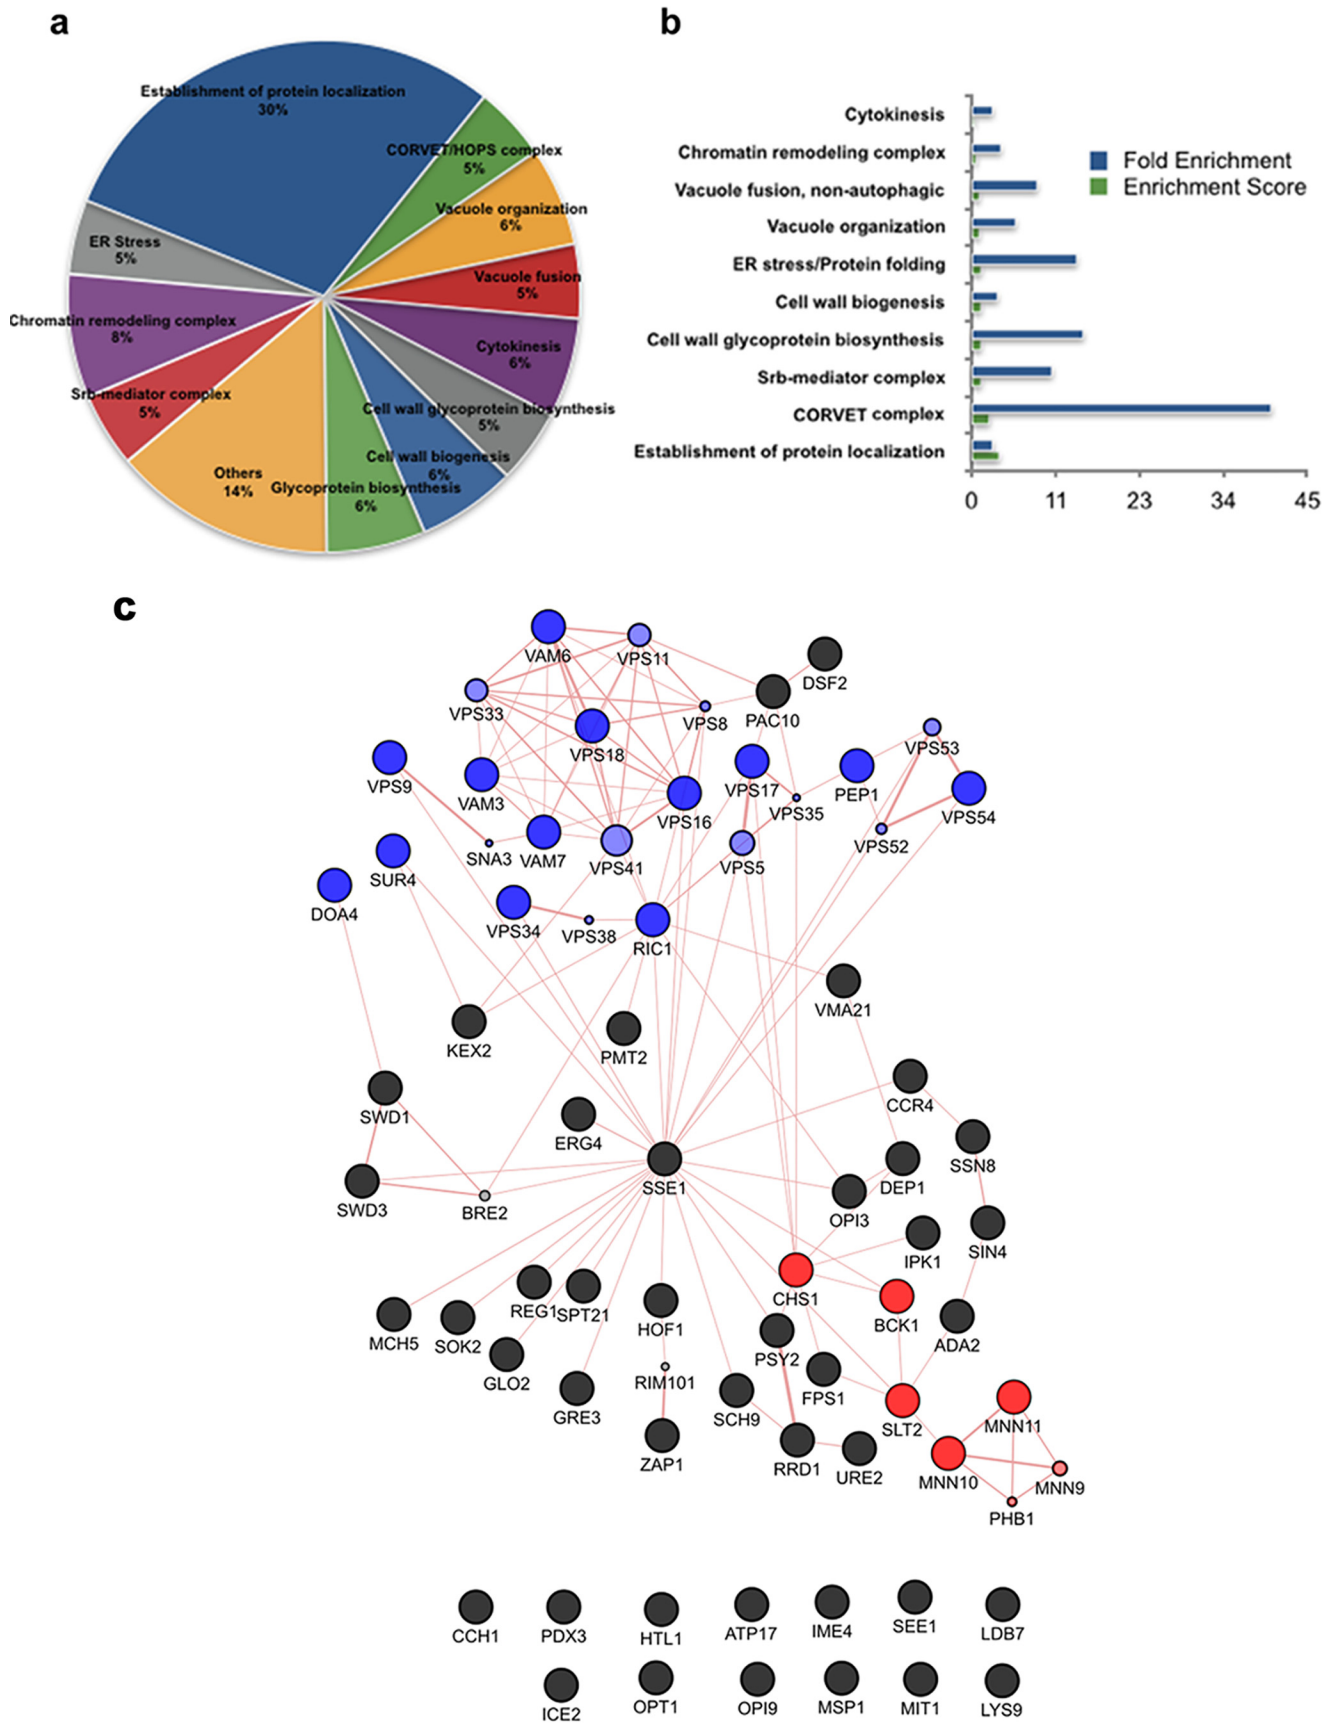 a
Establishment of protein localization
30%
CORVET/HOPS complex
5%
Vacuole organization
6%
Vacuole fusion
5%
Cytokinesis
6%
Cell wall glycoprotein biosynthesis
5%
Cell wall biogenesis
6%
Glycoprotein biosynthesis
6%
Others
14%
Srb-mediator complex
5%
Chromatin remodeling complex
8%
ER Stress
5%
b
Cytokinesis
Chromatin remodeling complex
Vacuole fusion, non-autophagic
Vacuole organization
ER stress/Protein folding
Cell wall biogenesis
Cell wall glycoprotein biosynthesis
Srb-mediator complex
CORVET complex
Establishment of protein localization
0 11 23 34 45
Fold Enrichment
Enrichment Score
c
VAM6
VPS11
DSF2
VPS33
VPS8
PAC10
VPS18
VPS53
VPS9
VAM3
VPS16
VPS17
VPS35
PEP1
VPS54
SNA3
VAM7
VPS41
VPS5
VPS52
SUR4
DOA4
VPS34
VPS38
RIC1
VMA21
KEX2
PMT2
SWD1
CCR4
ERG4
SSN8
SSE1
DEP1
SWD3
BRE2
OPI3
SIN4
IPK1
CHS1
REG1
SPT21
HOF1
BCK1
MCH5
SOK2
PSY2
ADA2
GLO2
RIM101
FPS1
GRE3
SCH9
SLT2
MNN11
ZAP1
RRD1
URE2
MNN10
MNN9
PHB1
CCH1
PDX3
HTL1
ATP17
IME4
SEE1
LDB7
ICE2
OPT1
OPI9
MSP1
MIT1
LYS9